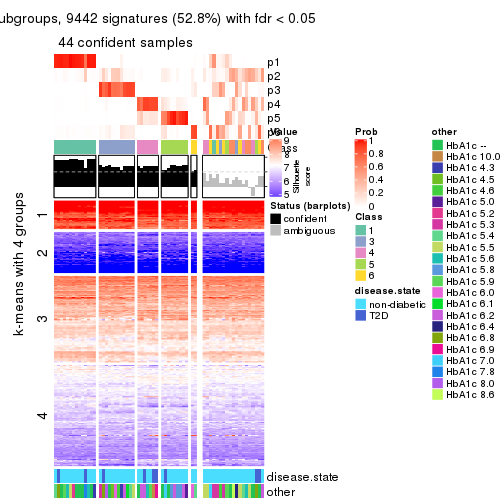 ubgroups, 9442 signatures (52.8%) with fdr < 0.05
44 confident samples
p1
p2
p3
p4
p5
Value
9
8
7
6
5
Silhouette
score
Status (barplots)
confident
ambiguous
Prob
1
0.8
0.6
0.4
0.2
0
Class
1
3
4
5
6
disease.state
non-diabetic
T2D
other
HbA1c --
HbA1c 10.0
HbA1c 4.3
HbA1c 4.5
HbA1c 4.6
HbA1c 5.0
HbA1c 5.2
HbA1c 5.3
HbA1c 5.4
HbA1c 5.5
HbA1c 5.6
HbA1c 5.8
HbA1c 5.9
HbA1c 6.0
HbA1c 6.1
HbA1c 6.2
HbA1c 6.4
HbA1c 6.8
HbA1c 6.9
HbA1c 7.0
HbA1c 7.8
HbA1c 8.0
HbA1c 8.6
k-means with 4 groups
1
2
3
4
disease.state
other